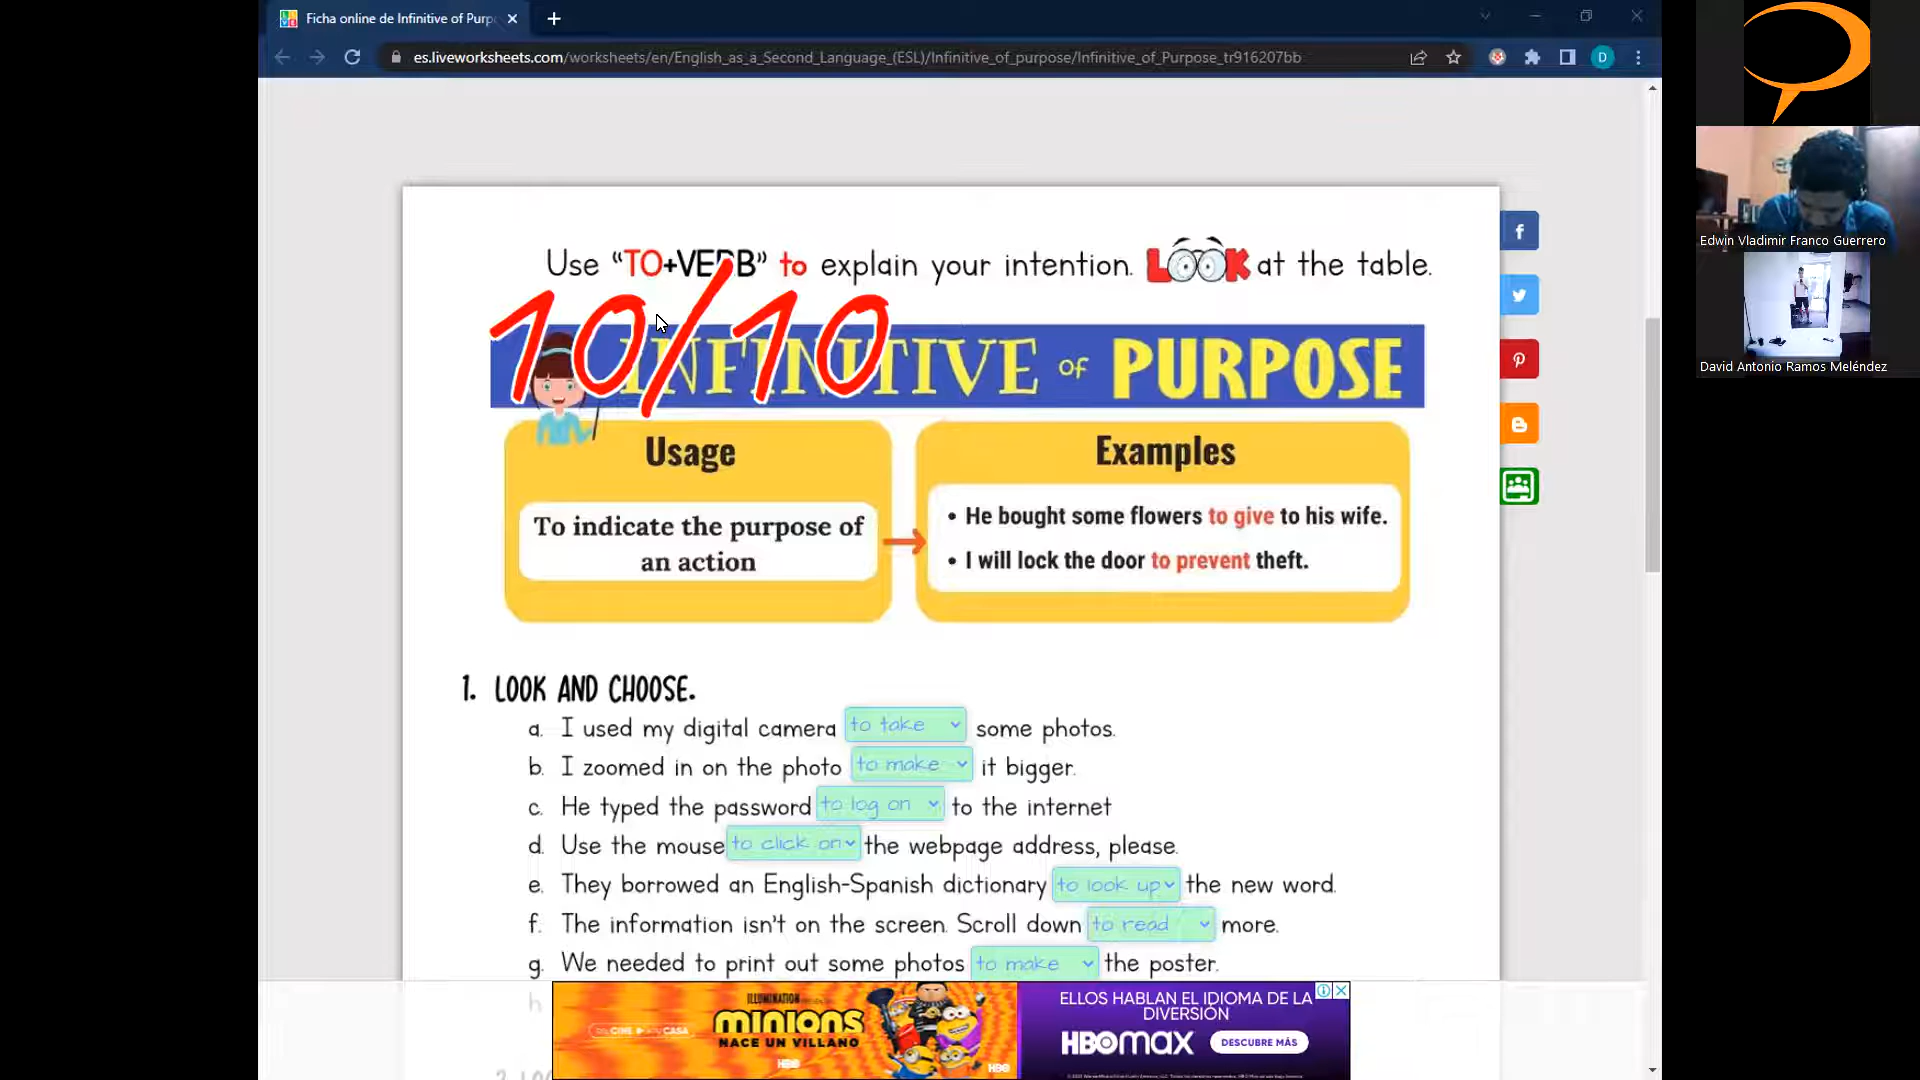 Ficha online de Infinitive of Purp
es.liveworksheets.com/worksheets/en/English_as_a_Second_Language_(ESL)/Infinitive_of_purpose/Infinitive_of_Purpose_tr916207bb
D
Use “TO+VERB” to explain your intention. LOOK at the table.
10/10
INFINITIVE OF PURPOSE
Usage
To indicate the purpose of
an action
Examples
• He bought some flowers to give to his wife.
• I will lock the door to prevent theft.
1. LOOK AND CHOOSE.
a. I used my digital camera to take some photos.
b. I zoomed in on the photo to make it bigger.
c. He typed the password to log on to the internet
d. Use the mouse to click on the webpage address, please.
e. They borrowed an English-Spanish dictionary to look up the new word.
f. The information isn't on the screen. Scroll down to read more.
g. We needed to print out some photos to make the poster.
h
ILLUMINATION
DEL CINE ▶ A TU CASA
MINIONS
NACE UN VILLANO
HBO
HBO
ELLOS HABLAN EL IDIOMA DE LA
DIVERSIÓN
HBOMAX
DESCUBRE MÁS
Edwin Vladimir Franco Guerrero
David Antonio Ramos Meléndez